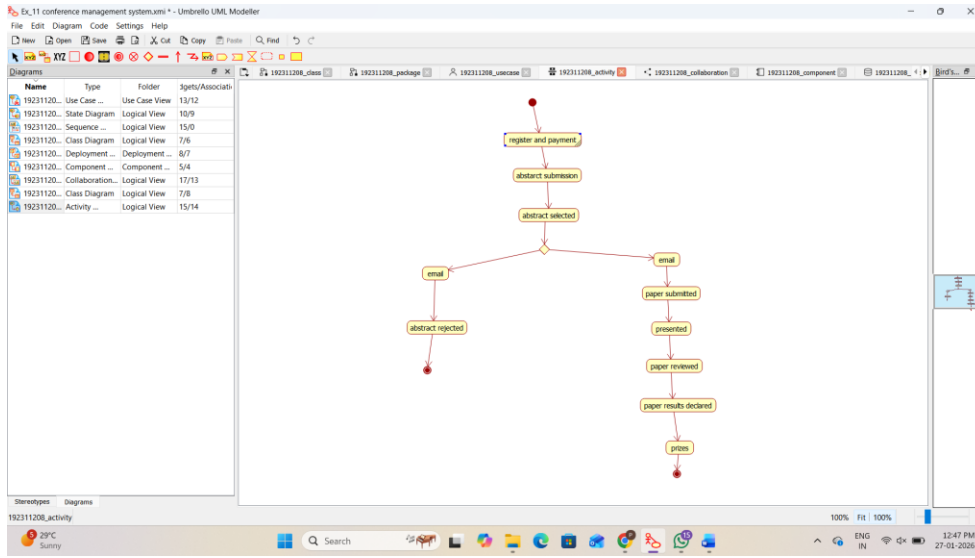 Ex_11 conference management system.xmi * - Umbrello UML Modeller
File Edit Diagram Code Settings Help
New Open Save Cut Copy Paste Find
XYZ
Diagrams
192311208_class 192311208_package 192311208_usecase 192311208_activity 192311208_collaboration 192311208_component 192311208_ Bird's...
Name Type Folder 3gets/Associati
19231120... Use Case ... Use Case View 13/12
19231120... State Diagram Logical View 10/9
19231120... Sequence ... Logical View 15/0
19231120... Class Diagram Logical View 7/6
19231120... Deployment ... Deployment ... 8/7
19231120... Component ... Component ... 5/4
19231120... Collaboration... Logical View 17/13
19231120... Class Diagram Logical View 7/8
19231120... Activity ... Logical View 15/14
register and payment
abstarct submission
abstract selected
email
email
paper submitted
abstract rejected
presented
paper reviewed
paper results declared
prizes
Stereotypes Diagrams
192311208_activity
100% Fit 100%
5
29°C
Sunny
Search
ENG
IN
12:47 PM
27-01-2026